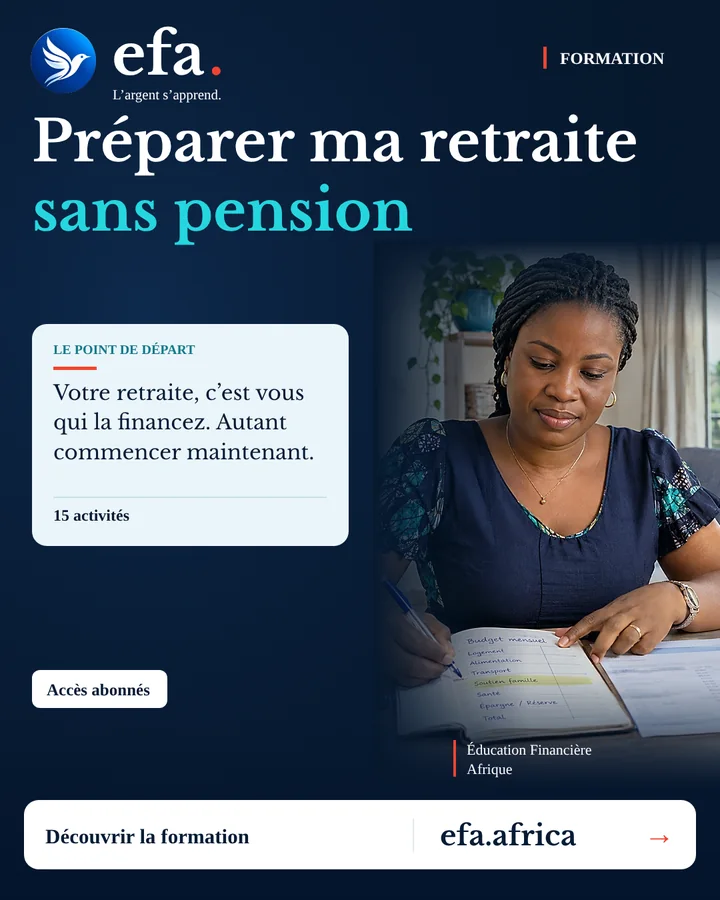 efa.
L’argent s’apprend.
FORMATION
Préparer ma retraite
sans pension
LE POINT DE DÉPART
Votre retraite, c’est vous
qui la financez. Autant
commencer maintenant.
15 activités
Budget mensuel
Logement
Alimentation
Transport
Soutien famille
Santé
Épargne / Réserve
Total
Accès abonnés
Éducation Financière
Afrique
Découvrir la formation
efa.africa →